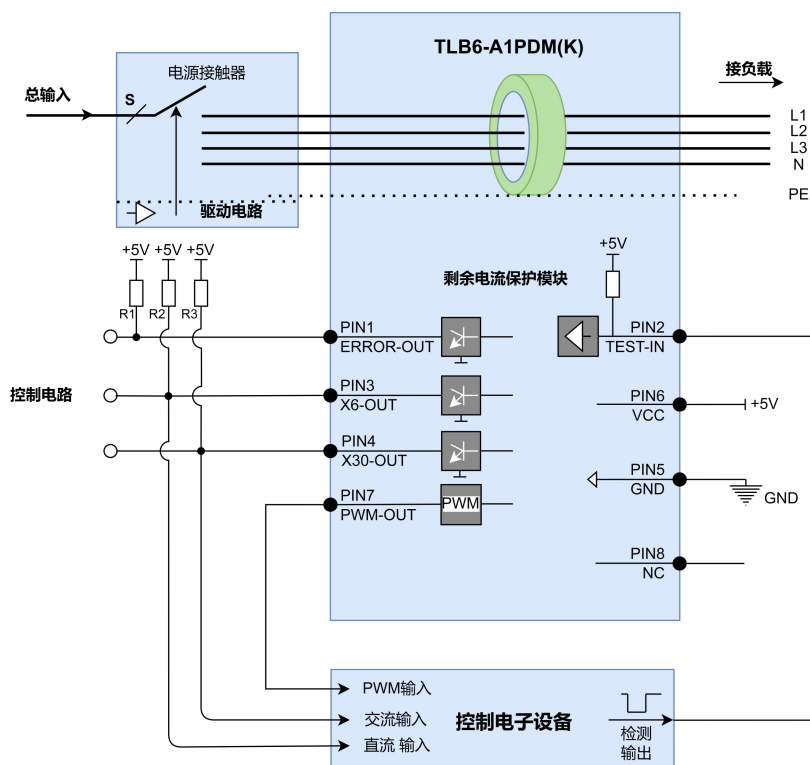 TLB6-A1PDM(K)
电源接触器
接负载
总输入
S
L1
L2
L3
N
PE
驱动电路
+5V
+5V
+5V
+5V
剩余电流保护模块
R1
R2
R3
PIN1
ERROR-OUT
PIN2
TEST-IN
控制电路
PIN3
X6-OUT
PIN6
VCC
+5V
PIN4
X30-OUT
PIN5
GND
GND
PIN7
PWM-OUT
PWM
PIN8
NC
PWM输入
交流输入
直流 输入
控制电子设备
检测
输出